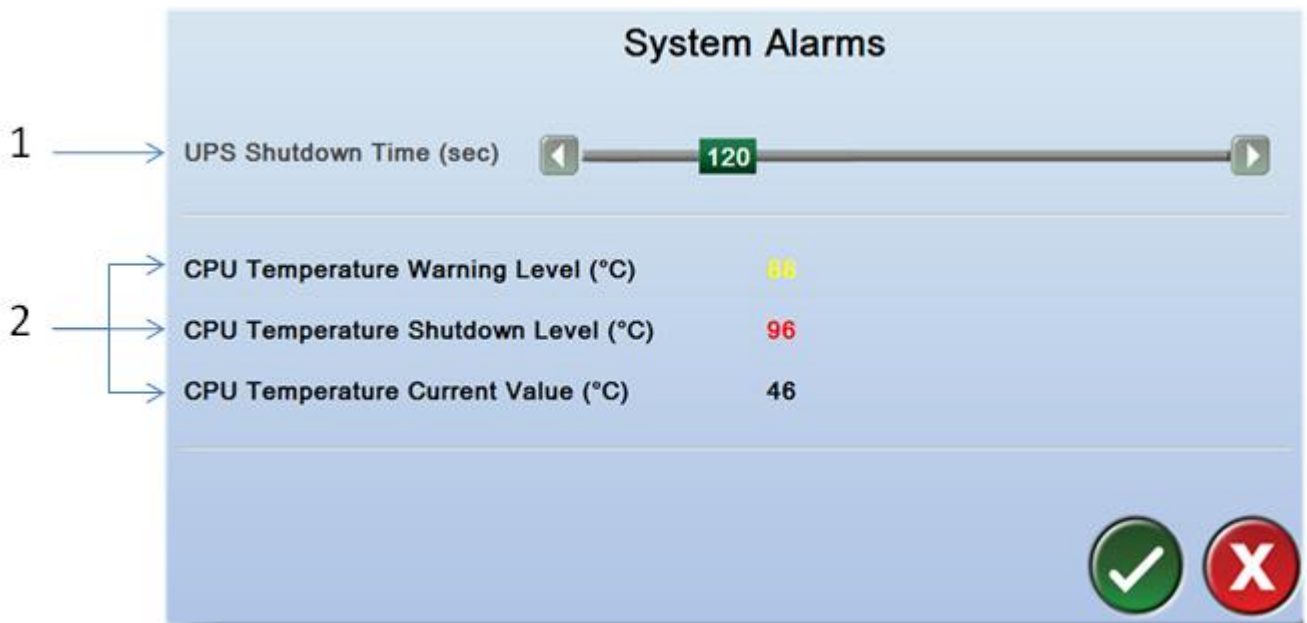 System Alarms
1
UPS Shutdown Time (sec) 120
CPU Temperature Warning Level (°C) 88
2
CPU Temperature Shutdown Level (°C) 96
CPU Temperature Current Value (°C) 46
X